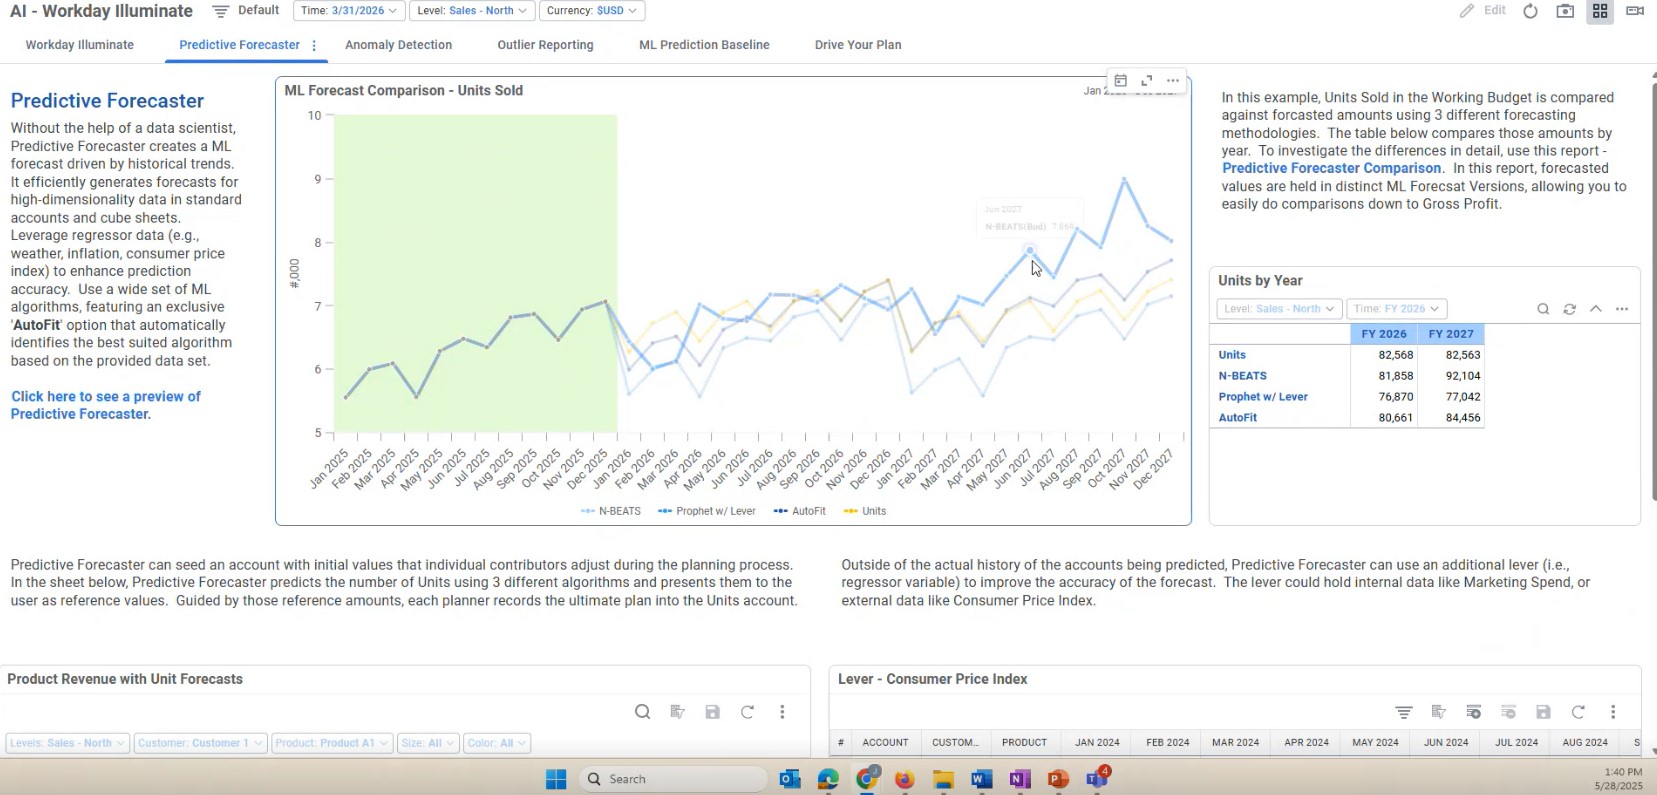 AI - Workday Illuminate
Default
Time: 3/31/2026
Level: Sales - North
Currency: $USD
Edit
Workday Illuminate
Predictive Forecaster
Anomaly Detection
Outlier Reporting
ML Prediction Baseline
Drive Your Plan
Predictive Forecaster
Without the help of a data scientist,
Predictive Forecaster creates a ML
forecast driven by historical trends.
It efficiently generates forecasts for
high-dimensionality data in standard
accounts and cube sheets.
Leverage regressor data (e.g.,
weather, inflation, consumer price
index) to enhance prediction
accuracy. Use a wide set of ML
algorithms, featuring an exclusive
'AutoFit' option that automatically
identifies the best suited algorithm
based on the provided data set.
Click here to see a preview of
Predictive Forecaster.
ML Forecast Comparison - Units Sold
Jan
10
9
8
7
6
5
#,000
Jun 2027
N-BEATS(Bud) 7.864
Jan 2025
Feb 2025
Mar 2025
Apr 2025
May 2025
Jun 2025
Jul 2025
Aug 2025
Sep 2025
Oct 2025
Nov 2025
Dec 2025
Jan 2026
Feb 2026
Mar 2026
Apr 2026
May 2026
Jun 2026
Jul 2026
Aug 2026
Sep 2026
Oct 2026
Nov 2026
Dec 2026
Jan 2027
Feb 2027
Mar 2027
Apr 2027
May 2027
Jun 2027
Jul 2027
Aug 2027
Sep 2027
Oct 2027
Nov 2027
Dec 2027
N-BEATS
Prophet w/ Lever
AutoFit
Units
In this example, Units Sold in the Working Budget is compared
against forcasted amounts using 3 different forecasting
methodologies. The table below compares those amounts by
year. To investigate the differences in detail, use this report -
Predictive Forecaster Comparison. In this report, forecasted
values are held in distinct ML Forecsat Versions, allowing you to
easily do comparisons down to Gross Profit.
Units by Year
Level: Sales - North
Time: FY 2026
FY 2026 FY 2027
Units 82,568 82,563
N-BEATS 81,858 92,104
Prophet w/ Lever 76,870 77,042
AutoFit 80,661 84,456
Predictive Forecaster can seed an account with initial values that individual contributors adjust during the planning process.
In the sheet below, Predictive Forecaster predicts the number of Units using 3 different algorithms and presents them to the
user as reference values. Guided by those reference amounts, each planner records the ultimate plan into the Units account.
Outside of the actual history of the accounts being predicted, Predictive Forecaster can use an additional lever (i.e.,
regressor variable) to improve the accuracy of the forecast. The lever could hold internal data like Marketing Spend, or
external data like Consumer Price Index.
Product Revenue with Unit Forecasts
Levels: Sales - North
Customer: Customer 1
Product: Product A1
Size: All
Color: All
Lever - Consumer Price Index
# ACCOUNT CUSTOM... PRODUCT JAN 2024 FEB 2024 MAR 2024 APR 2024 MAY 2024 JUN 2024 JUL 2024 AUG 2024 S
Search
4
1:40 PM
5/28/2025